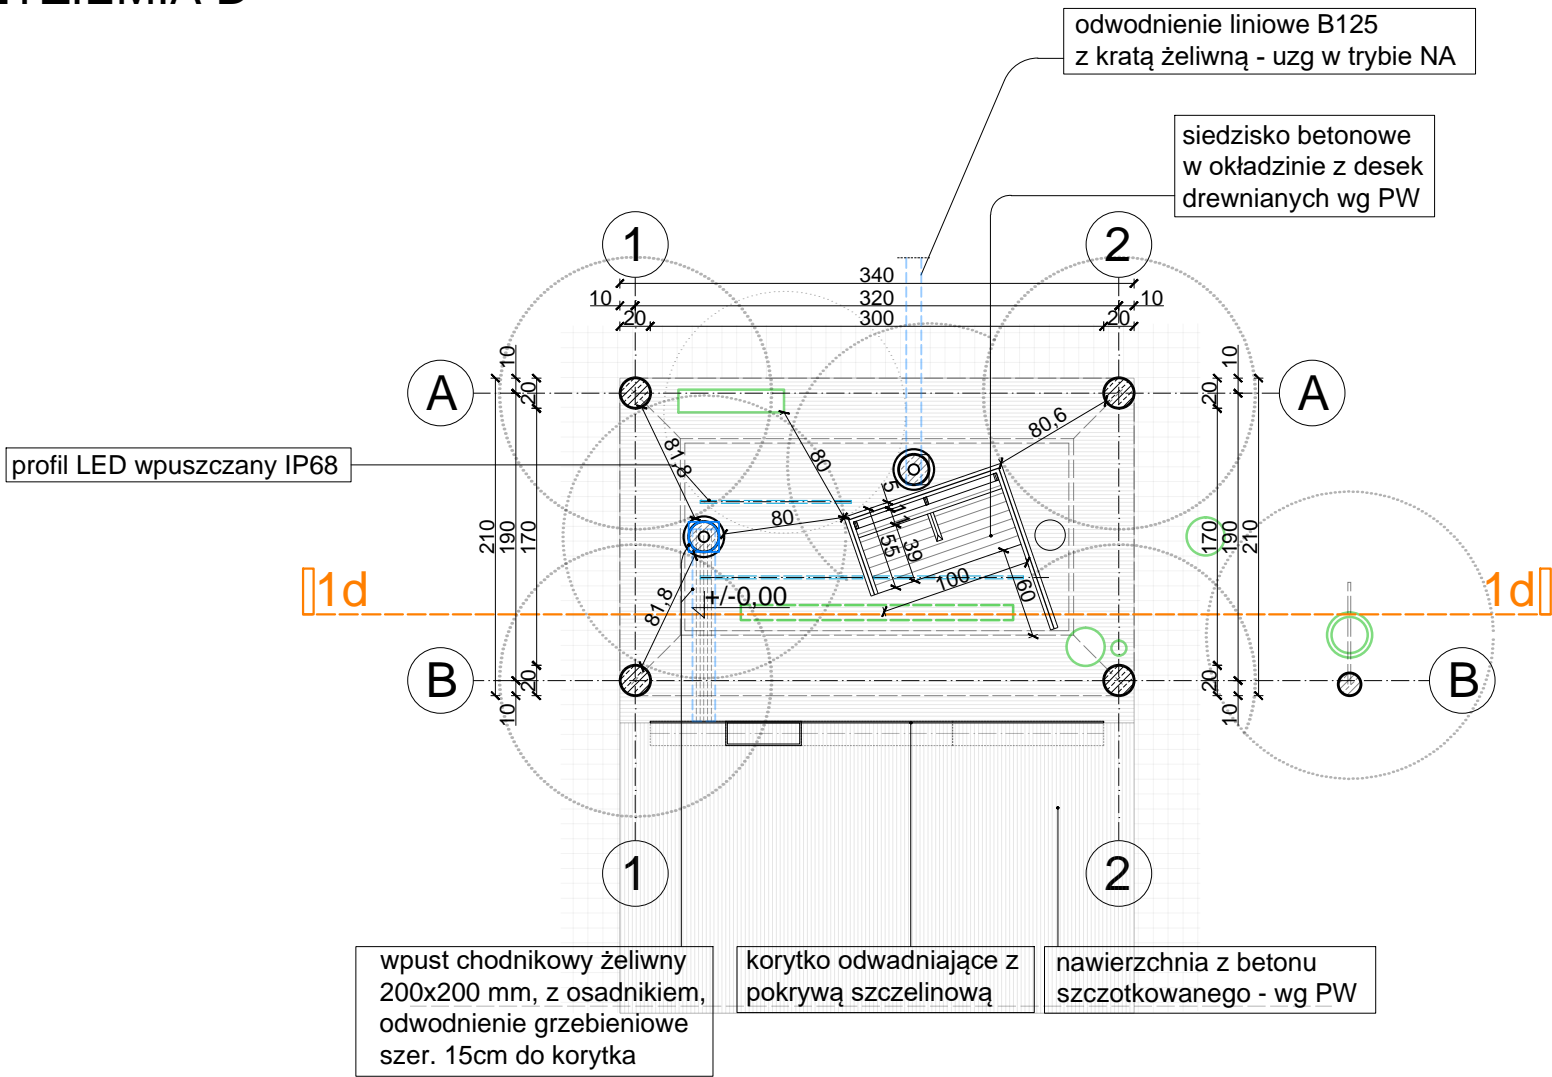 odwodnienie liniowe B125
z kratą żeliwną - uzg w trybie NA
siedzisko betonowe
w okładzinie z desek
drewnianych wg PW
1
2
340
10
320
10
20
300
20
A
A
10
20
210
190
170
20
10
10
20
170
190
210
20
10
81,8
80
80,6
profil LED wpuszczany IP68
80
5
1
1
55
39
100
60
1d
1d
+/-0,00
81,8
B
B
1
2
wpust chodnikowy żeliwny
200x200 mm, z osadnikiem,
odwodnienie grzebieniowe
szer. 15cm do korytka
korytko odwadniające z
pokrywą szczelinową
nawierzchnia z betonu
szczotkowanego - wg PW